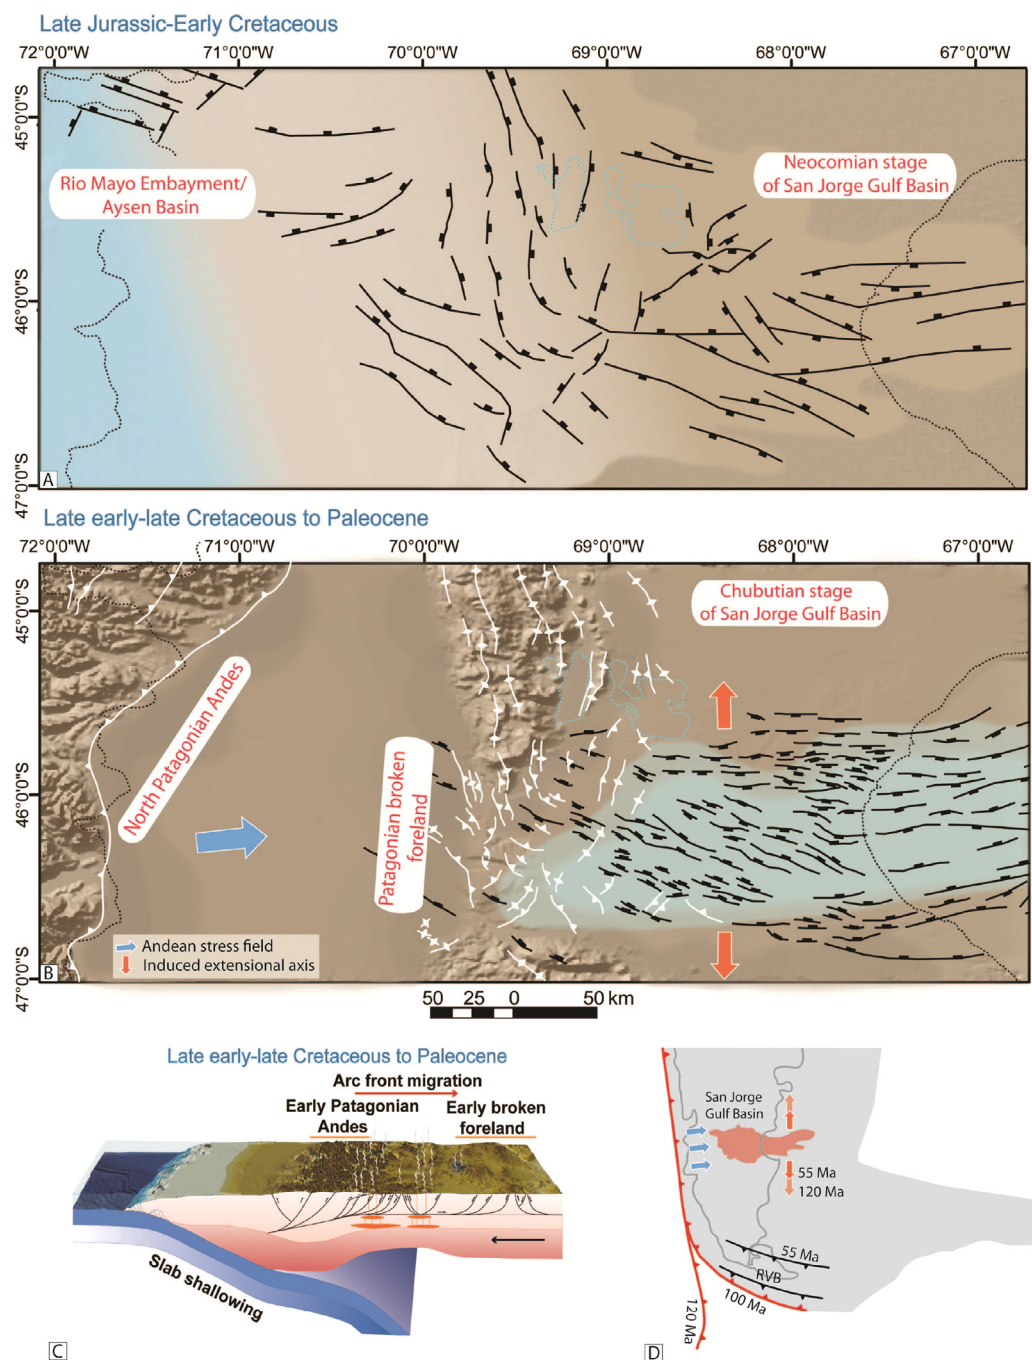 Late Jurassic-Early Cretaceous
72°0'0"W 71°0'0"W 70°0'0"W 69°0'0"W 68°0'0"W 67°0'0"W
45°0'0"S
46°0'0"S
47°0'0"S
Rio Mayo Embayment/
Aysen Basin
Neocomian stage
of San Jorge Gulf Basin
A
Late early-late Cretaceous to Paleocene
72°0'0"W 71°0'0"W 70°0'0"W 69°0'0"W 68°0'0"W 67°0'0"W
45°0'0"S
46°0'0"S
47°0'0"S
Chubutian stage
of San Jorge Gulf Basin
North Patagonian Andes
Patagonian broken
foreland
Andean stress field
Induced extensional axis
B
50 25 0 50 km
Late early-late Cretaceous to Paleocene
Arc front migration
Early Patagonian
Andes
Early broken
foreland
Slab shallowing
C
San Jorge
Gulf Basin
55 Ma
120 Ma
55 Ma
RVB
100 Ma
120 Ma
D